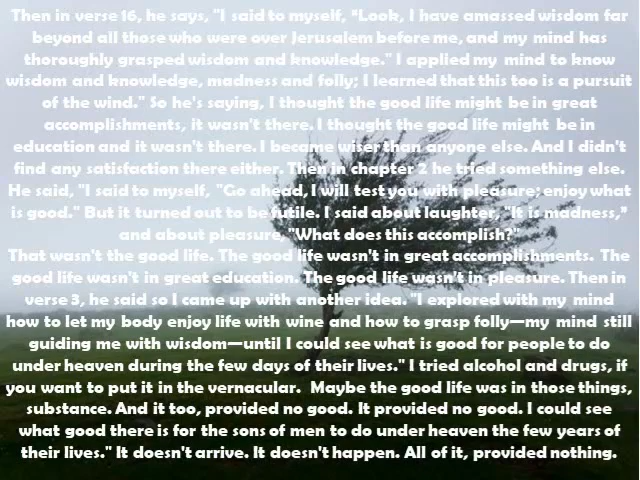 Then in verse 16, he says, "I said to myself, “Look, I have amassed wisdom far
beyond all those who were over Jerusalem before me, and my mind has
thoroughly grasped wisdom and knowledge." I applied my mind to know
wisdom and knowledge, madness and folly; I learned that this too is a pursuit
of the wind." So he's saying, I thought the good life might be in great
accomplishments, it wasn't there. I thought the good life might be in
education and it wasn't there. I became wiser than anyone else. And I didn't
find any satisfaction there either. Then in chapter 2 he tried something else.
He said, "I said to myself, "Go ahead, I will test you with pleasure; enjoy what
is good." But it turned out to be futile. I said about laughter, "It is madness,”
and about pleasure, "What does this accomplish?"
That wasn't the good life. The good life wasn't in great accomplishments. The
good life wasn't in great education. The good life wasn't in pleasure. Then in
verse 3, he said so I came up with another idea. "I explored with my mind
how to let my body enjoy life with wine and how to grasp folly—my mind still
guiding me with wisdom—until I could see what is good for people to do
under heaven during the few days of their lives." I tried alcohol and drugs, if
you want to put it in the vernacular. Maybe the good life was in those things,
substance. And it too, provided no good. It provided no good. I could see
what good there is for the sons of men to do under heaven the few years of
their lives." It doesn't arrive. It doesn't happen. All of it, provided nothing.